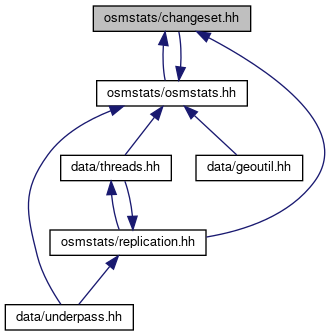 osmstats/changeset.hh
osmstats/osmstats.hh
data/threads.hh
data/geoutil.hh
osmstats/replication.hh
data/underpass.hh